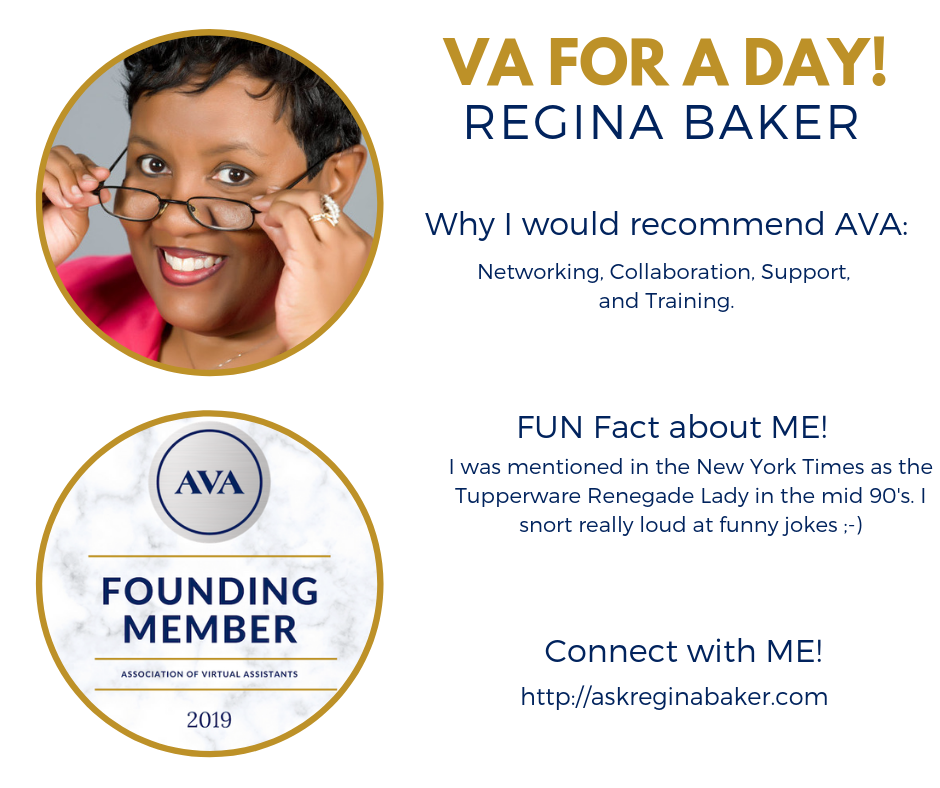 VA FOR A DAY!
REGINA BAKER
Why I would recommend AVA:
Networking, Collaboration, Support,
and Training.
FUN Fact about ME!
I was mentioned in the New York Times as the
Tupperware Renegade Lady in the mid 90's. I
snort really loud at funny jokes ;-)
Connect with ME!
http://askreginabaker.com
AVA
FOUNDING
MEMBER
ASSOCIATION OF VIRTUAL ASSISTANTS
2019